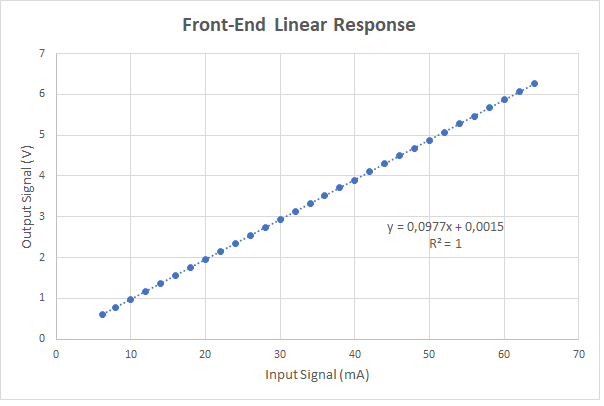 Front-End Linear Response
7
6
5
4
3
2
1
0
Output Signal (V)
y = 0,0977x + 0,0015
R² = 1
0 10 20 30 40 50 60 70
Input Signal (mA)